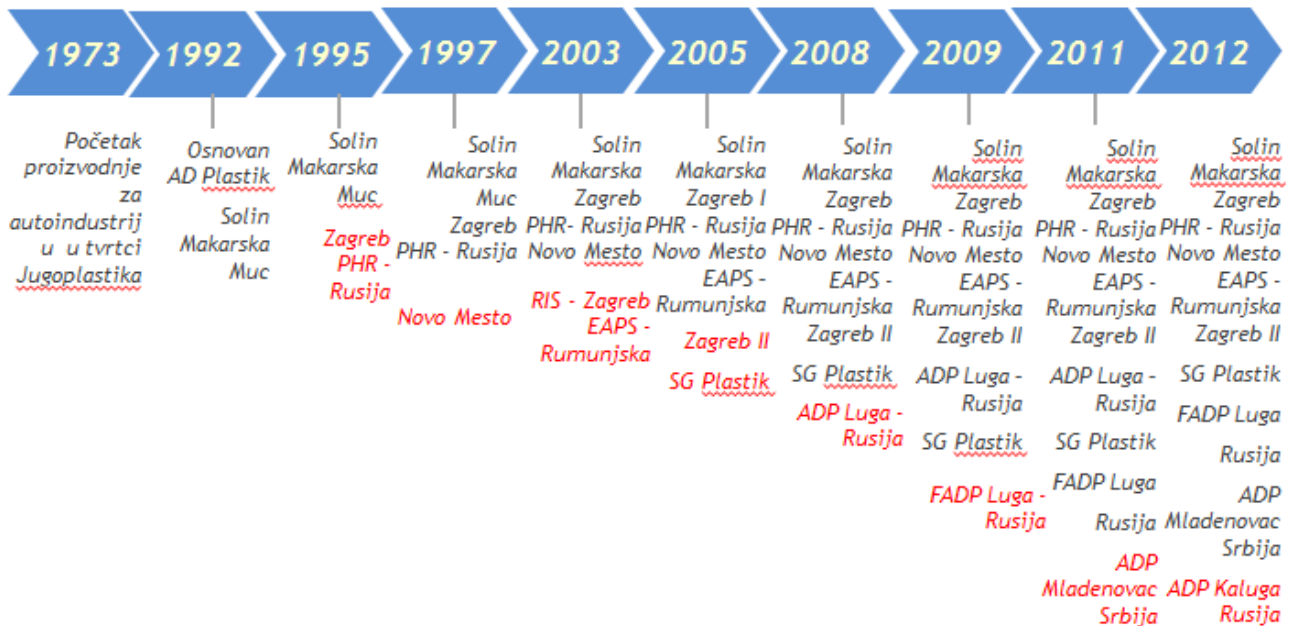 1973
1992
1995
1997
2003
2005
2008
2009
2011
2012
Početak
proizvodnje
za
autoindustrij
u u tvrtci
Jugoplastika
Osnovan
AD Plastik
Solin
Makarska
Muc
Solin
Makarska
Muc
Zagreb
PHR -
Rusija
Solin
Makarska
Muc
Zagreb
PHR - Rusija
Novo Mesto
Solin
Makarska
Zagreb
PHR- Rusija
Novo Mesto
RIS - Zagreb
EAPS -
Rumunjska
Solin
Makarska
Zagreb I
PHR - Rusija
Novo Mesto
EAPS -
Rumunjska
Zagreb II
SG Plastik
Solin
Makarska
Zagreb
PHR - Rusija
Novo Mesto
EAPS -
Rumunjska
Zagreb II
SG Plastik
ADP Luga -
Rusija
Solin
Makarska
Zagreb
PHR - Rusija
Novo Mesto
EAPS -
Rumunjska
Zagreb II
ADP Luga -
Rusija
SG Plastik
FADP Luga -
Rusija
Solin
Makarska
Zagreb
PHR - Rusija
Novo Mesto
EAPS -
Rumunjska
Zagreb II
ADP Luga -
Rusija
SG Plastik
FADP Luga
Rusija
ADP
Mladenovac
Srbija
Solin
Makarska
Zagreb
PHR - Rusija
Novo Mesto
EAPS -
Rumunjska
Zagreb II
SG Plastik
FADP Luga
Rusija
ADP
Mladenovac
Srbija
ADP Kaluga
Rusija